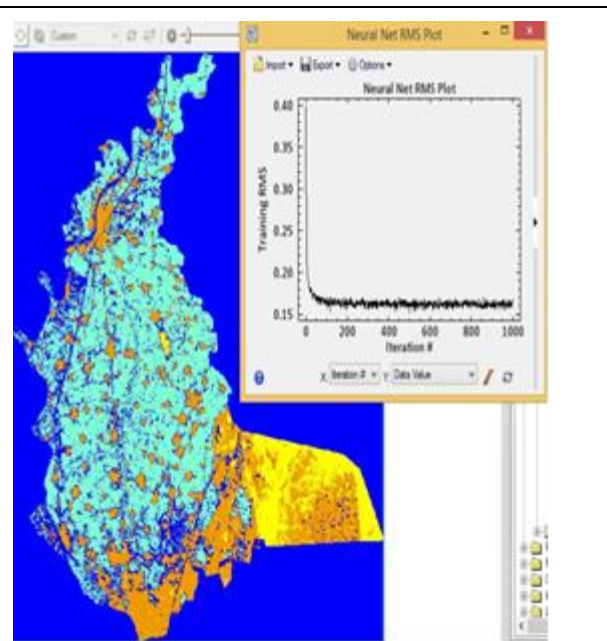 Custom
Neural Net RMS Plot
Import Export Options
Neural Net RMS Plot
0.40
0.35
0.30
0.25
0.20
0.15
Training RMS
0 200 400 600 800 1000
Iteration #
X: Iteration # Y: Data Value